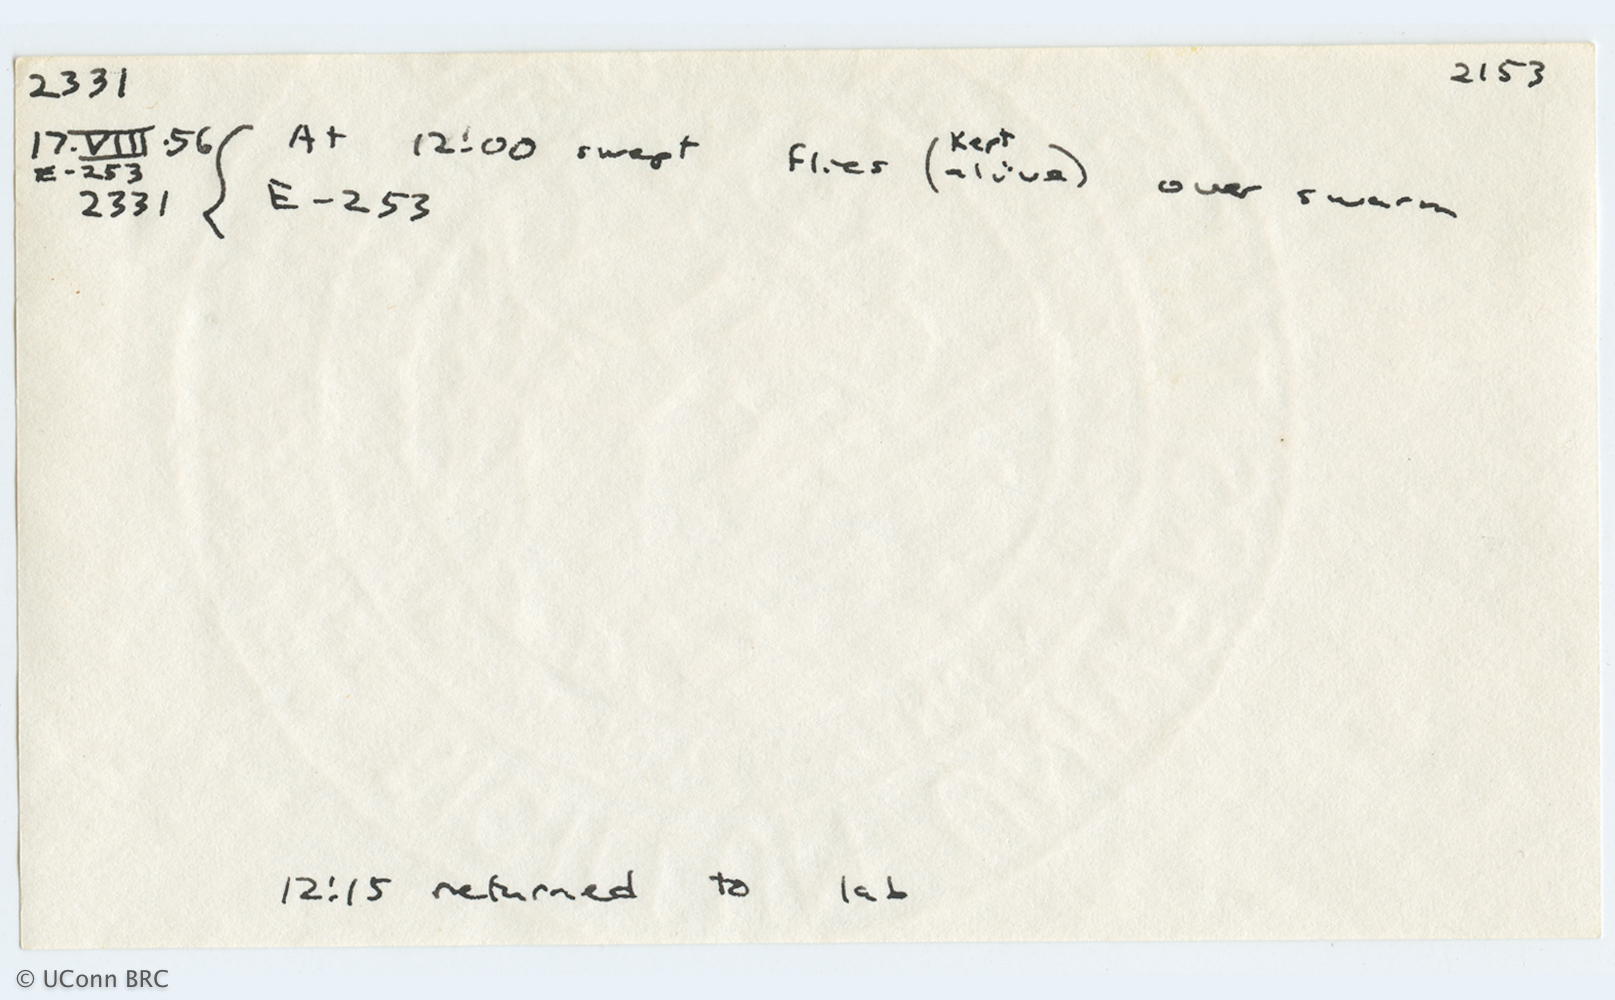 2331
2153
17.VIII.56 { At 12:00 swept flies (kept alive) over swarm
E-253
2331 E-253
12:15 returned to lab
© UConn BRC